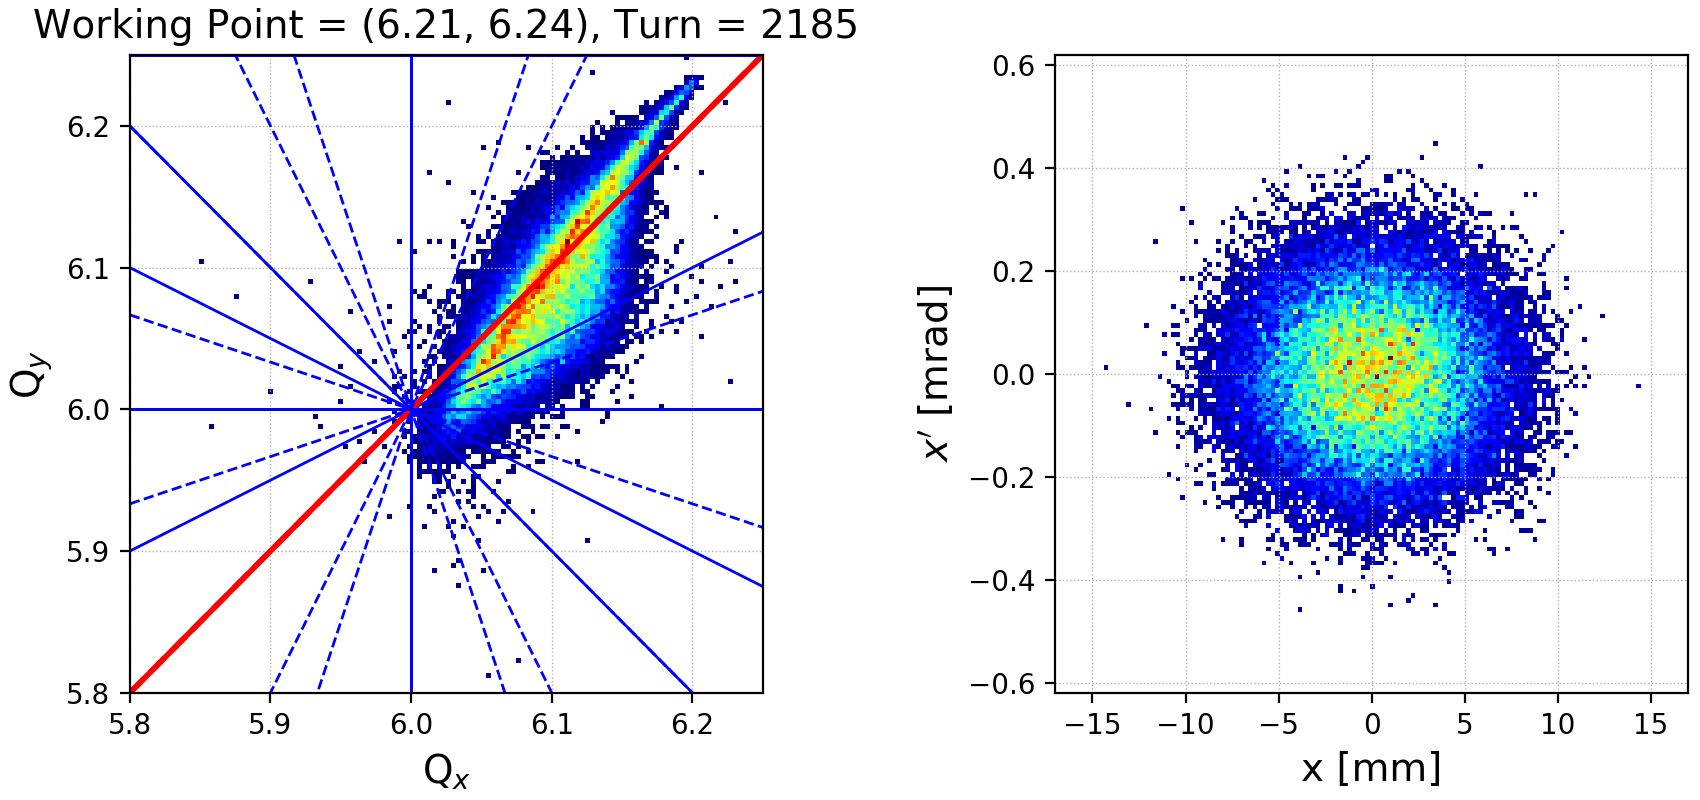 Working Point = (6.21, 6.24), Turn = 2185
6.2
6.1
6.0
5.9
5.8
Q_y
5.8 5.9 6.0 6.1 6.2
Q_x
0.6
0.4
0.2
0.0
−0.2
−0.4
−0.6
x′ [mrad]
−15 −10 −5 0 5 10 15
x [mm]